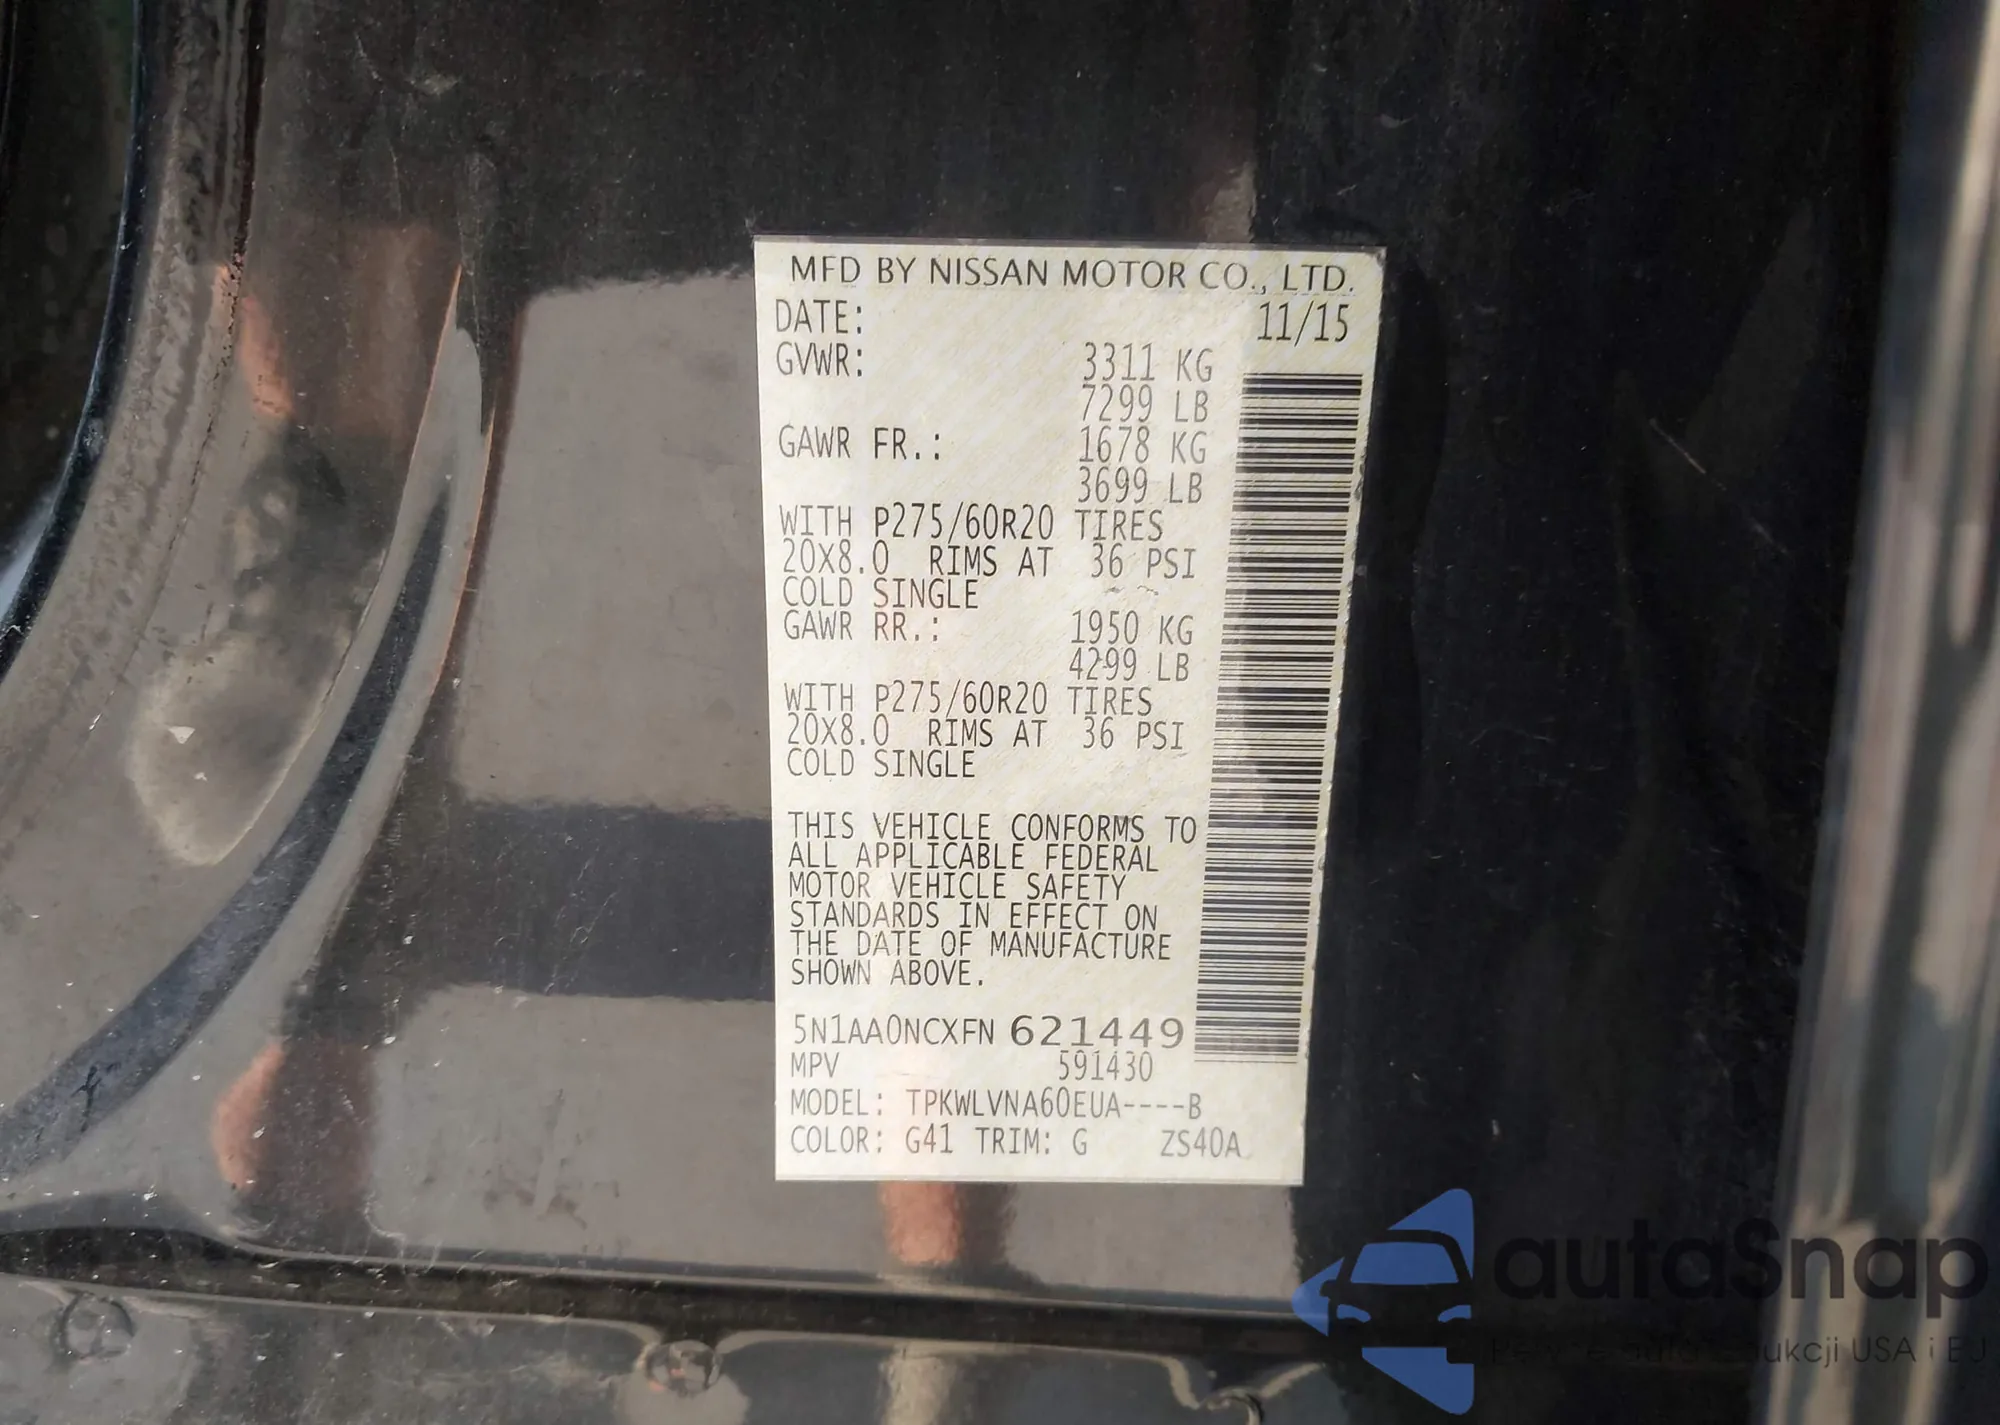 MFD BY NISSAN MOTOR CO., LTD.
DATE: 11/15
GVWR: 3311 KG
7299 LB
GAWR FR.: 1678 KG
3699 LB
WITH P275/60R20 TIRES
20X8.0 RIMS AT 36 PSI
COLD SINGLE
GAWR RR.: 1950 KG
4299 LB
WITH P275/60R20 TIRES
20X8.0 RIMS AT 36 PSI
COLD SINGLE
THIS VEHICLE CONFORMS TO
ALL APPLICABLE FEDERAL
MOTOR VEHICLE SAFETY
STANDARDS IN EFFECT ON
THE DATE OF MANUFACTURE
SHOWN ABOVE.
5N1AA0NCXFN 621449
MPV 591430
MODEL: TPKWLVNA60EUA----B
COLOR: G41 TRIM: G ZS40A
autoSnap
USA i EU